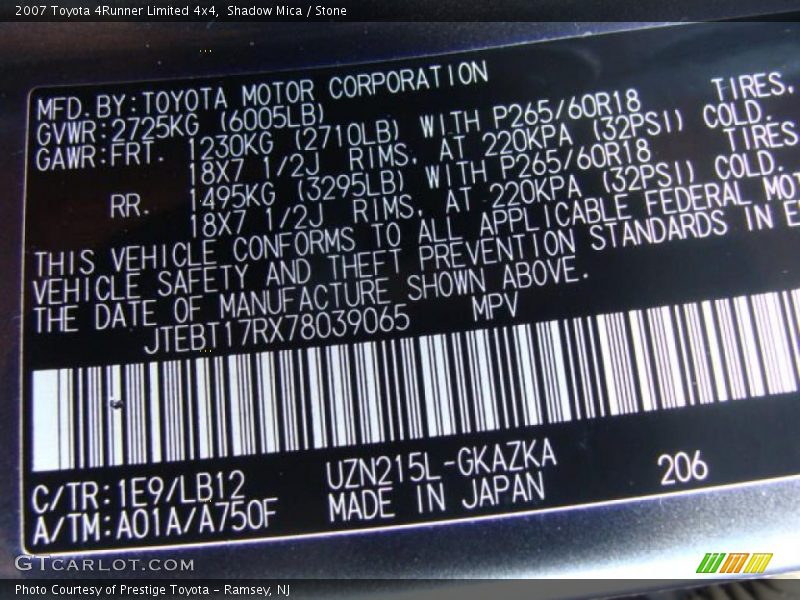 2007 Toyota 4Runner Limited 4x4, Shadow Mica / Stone
MFD.BY:TOYOTA MOTOR CORPORATION
GVWR:2725KG (6005LB)
GAWR:FRT. 1230KG (2710LB) WITH P265/60R18 TIRES,
18X7 1/2J RIMS, AT 220KPA (32PSI) COLD.
RR. 1495KG (3295LB) WITH P265/60R18 TIRES
18X7 1/2J RIMS, AT 220KPA (32PSI) COLD.
THIS VEHICLE CONFORMS TO ALL APPLICABLE FEDERAL MOT
VEHICLE SAFETY AND THEFT PREVENTION STANDARDS IN E
THE DATE OF MANUFACTURE SHOWN ABOVE.
JTEBT17RX78039065 MPV
C/TR:1E9/LB12 UZN215L-GKAZKA 206
A/TM:A01A/A750F MADE IN JAPAN
GTCARLOT.COM
Photo Courtesy of Prestige Toyota - Ramsey, NJ